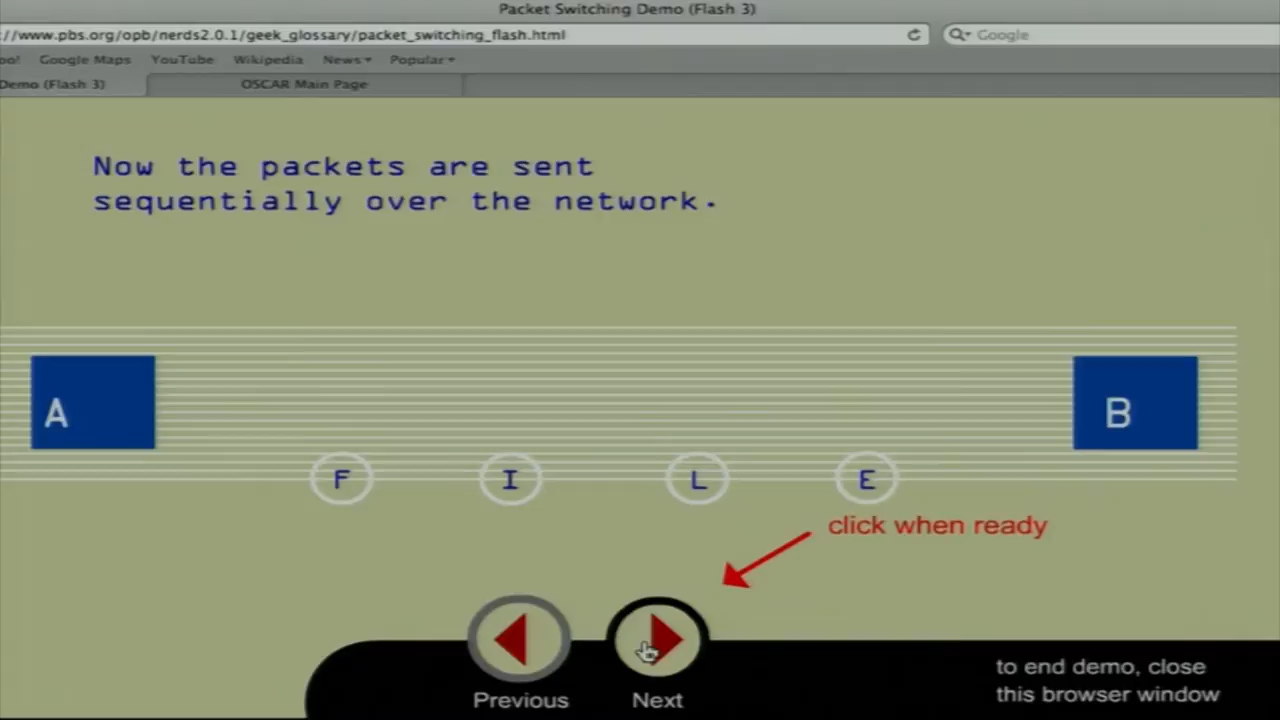 Packet Switching Demo (Flash 3)
://www.pbs.org/opb/nerds2.0.1/geek_glossary/packet_switching_flash.html
Google
oo! Google Maps YouTube Wikipedia News Popular
Demo (Flash 3) OSCAR Main Page
Now the packets are sent
sequentially over the network.
A B
F I L E
click when ready
Previous Next
to end demo, close
this browser window